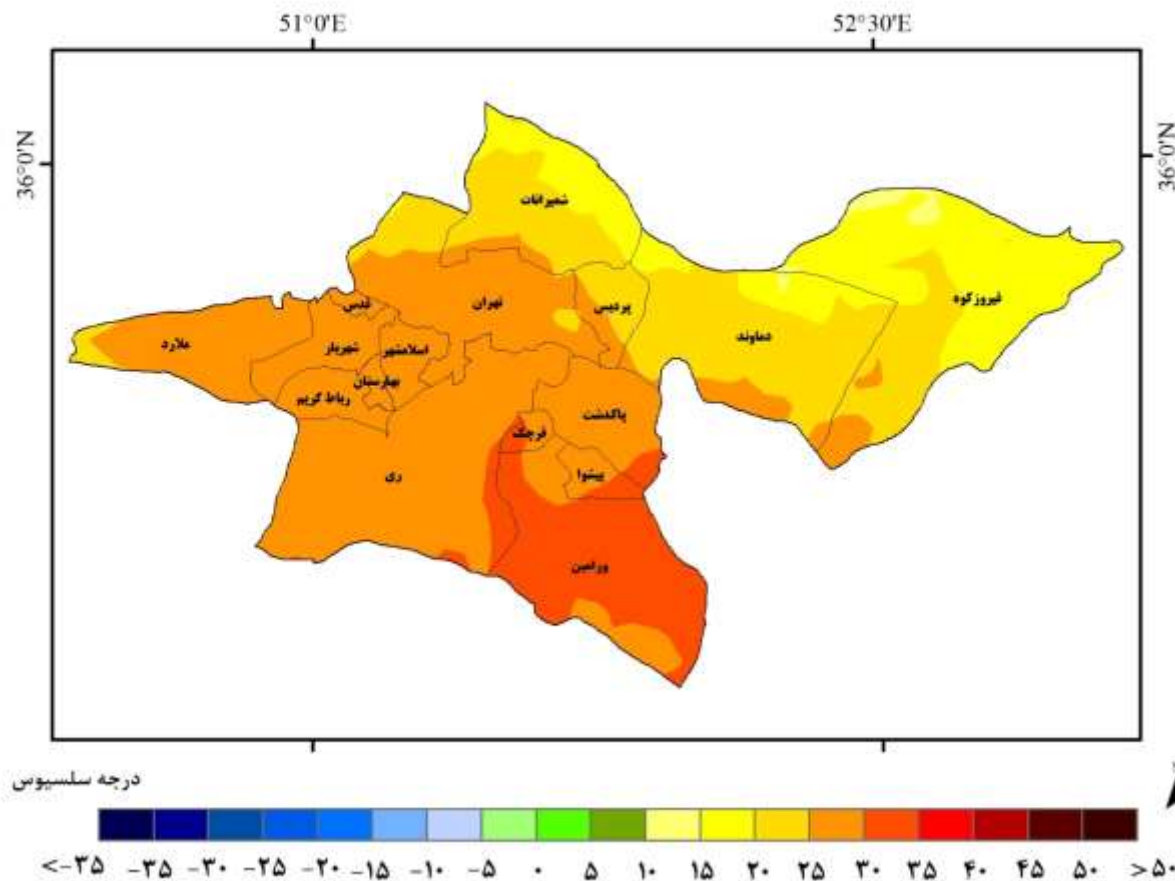 51°0'E 52°30'E
36°0'N 36°0'N
شمیرانات
فیروزکوه
دماوند
پردیس
تهران
قدس
ملارد
شهریار
اسلامشهر
بهارستان
رباط کریم
پاکدشت
قرچک
پیشوا
ری
ورامین
درجه سلسیوس
<-۳۵ -۳۵ -۳۰ -۲۵ -۲۰ -۱۵ -۱۰ -۵ ۰ ۵ ۱۰ ۱۵ ۲۰ ۲۵ ۳۰ ۳۵ ۴۰ ۴۵ ۵۰ >۵۰